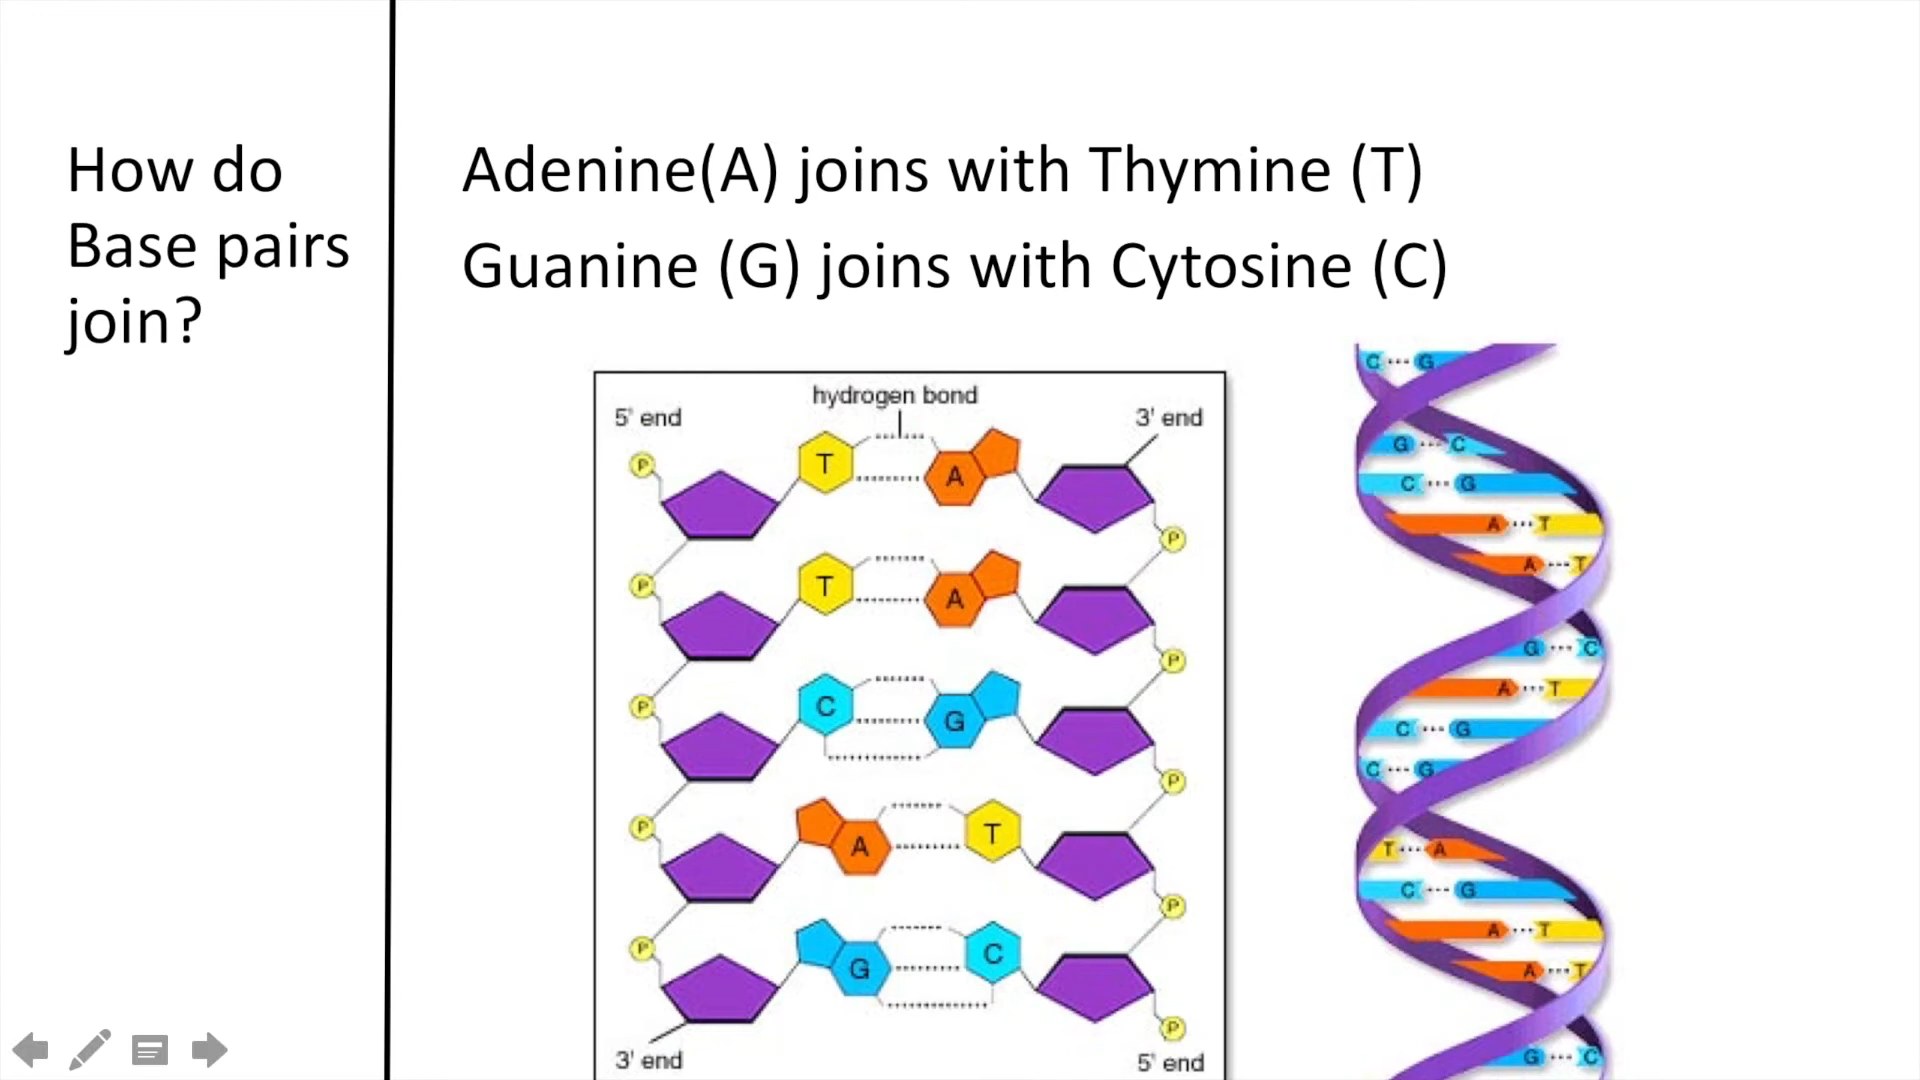 How do
Base pairs
join?
Adenine(A) joins with Thymine (T)
Guanine (G) joins with Cytosine (C)
hydrogen bond
5' end
3' end
P
T
A
P
P
T
A
P
P
C
G
P
P
A
T
P
P
G
C
P
3' end
5' end
C G
G C
C G
A T
A T
G C
A T
C G
C G
T A
C G
A T
A T
G C